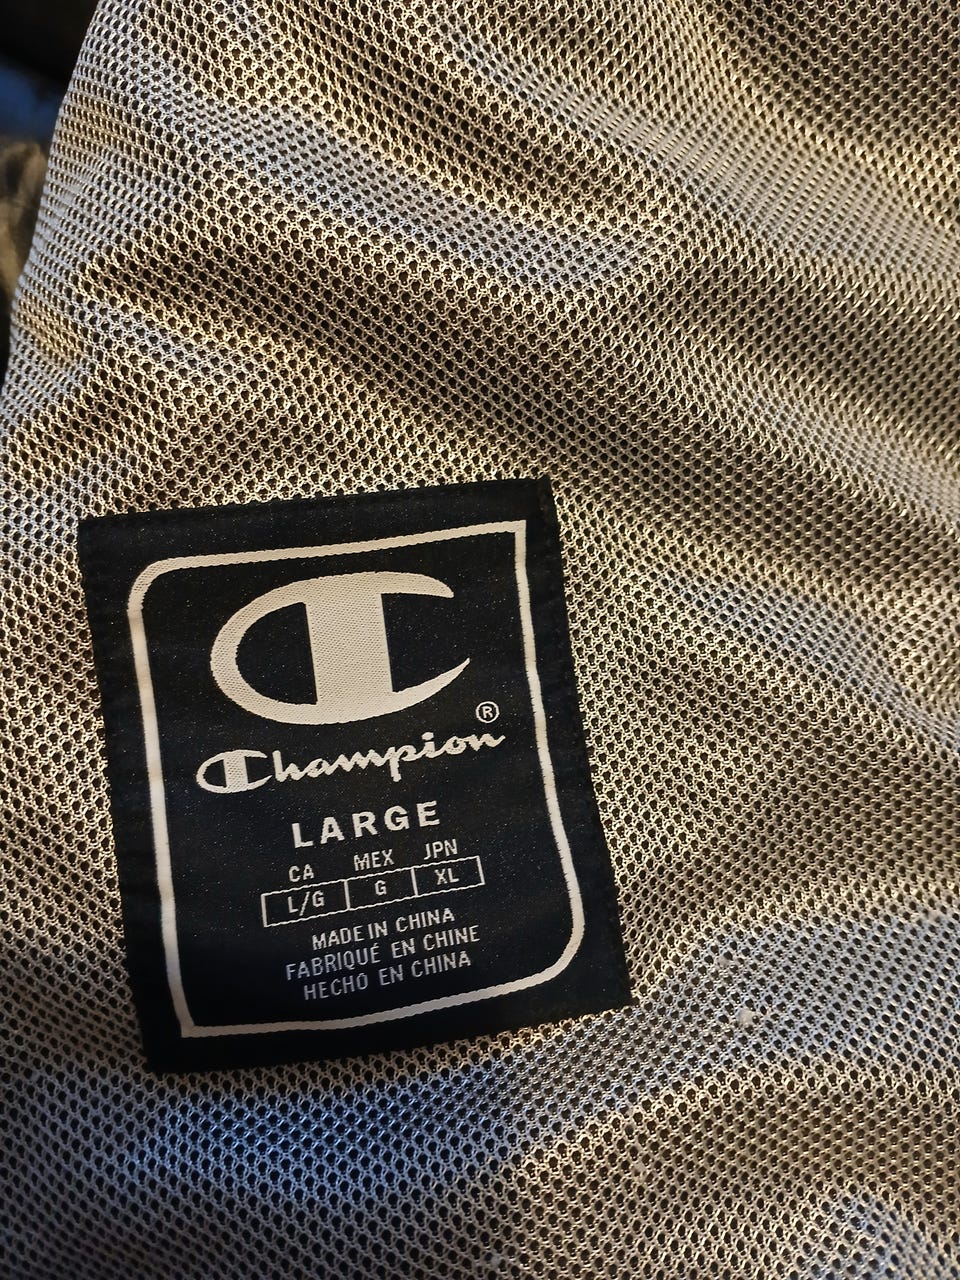 ®
Champion
LARGE
CA MEX JPN
L/G G XL
MADE IN CHINA
FABRIQUÉ EN CHINE
HECHO EN CHINA